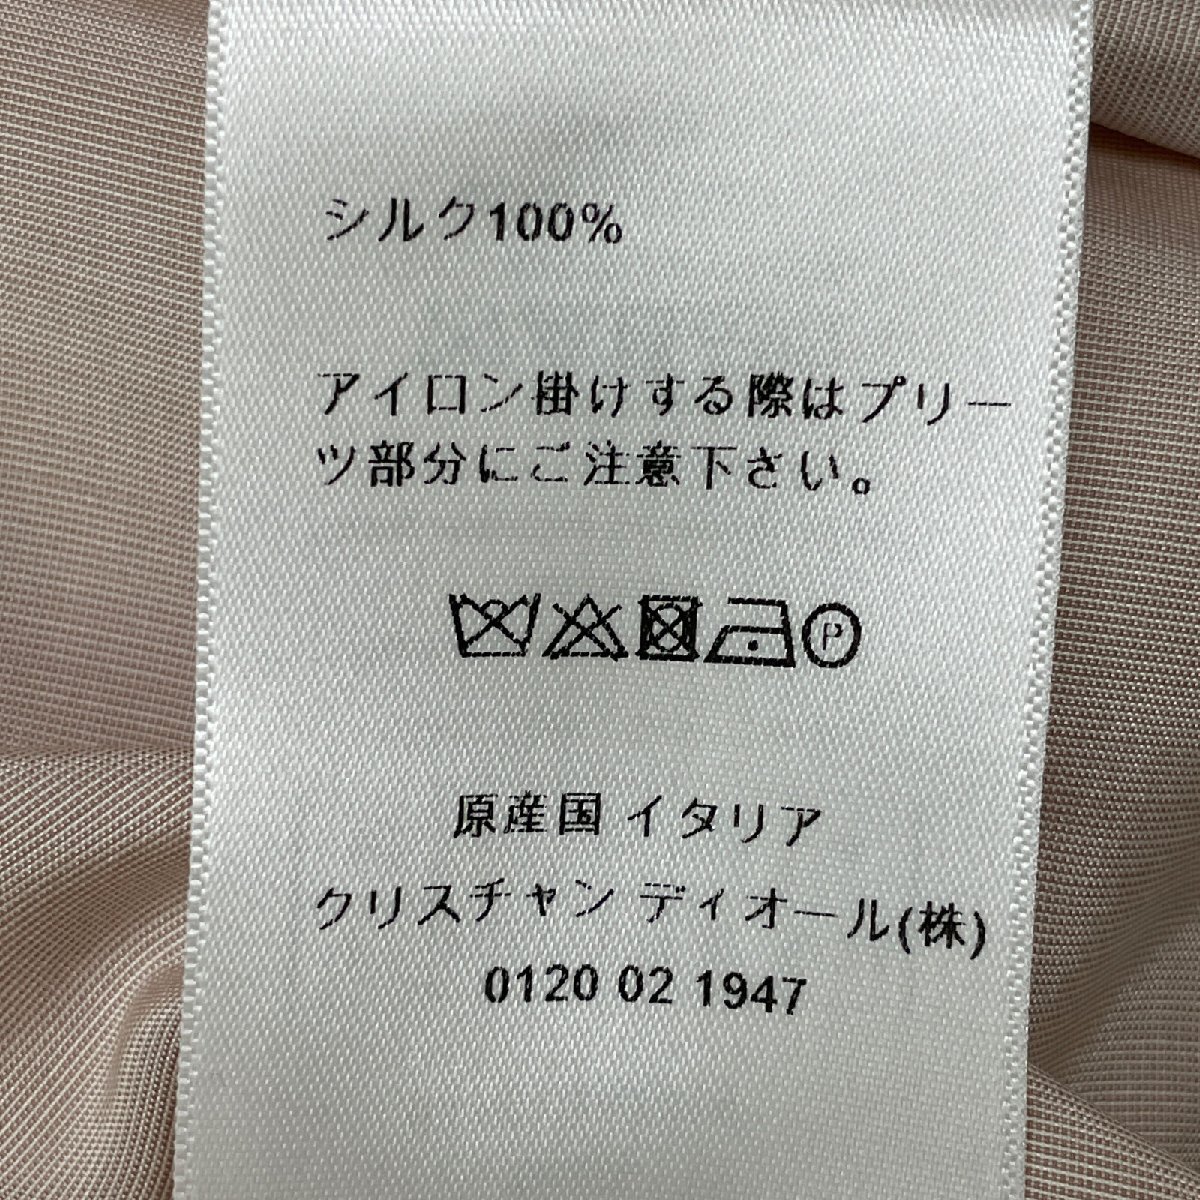 シルク100%
アイロン掛けする際はプリー
ツ部分にご注意下さい。
P
原産国 イタリア
クリスチャン ディオール(株)
0120 02 1947